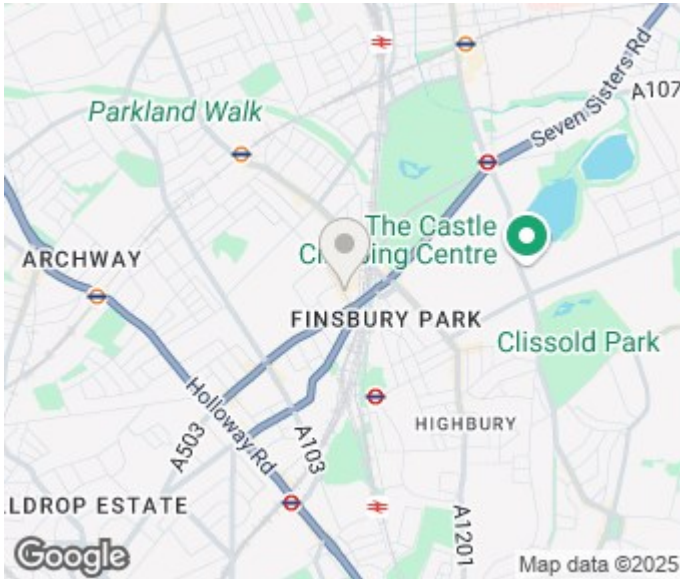 Seven Sisters Rd
A107
Parkland Walk
The Castle
Climbing Centre
ARCHWAY
FINSBURY PARK
Clissold Park
Holloway Rd
A503
A103
HIGHBURY
LLDROP ESTATE
A1201
Google
Map data ©2025